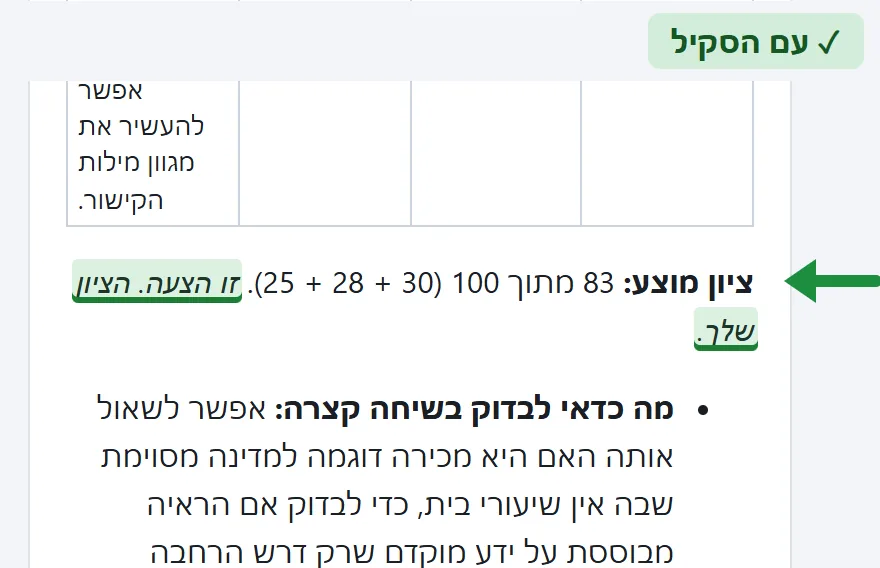 ✓ עם הסקיל
אפשר
להעשיר את
מגוון מילות
הקישור.
ציון מוצע: 83 מתוך 100 (30 + 28 + 25). זו הצעה. הציון
שלך.
• מה כדאי לבדוק בשיחה קצרה: אפשר לשאול
אותה האם היא מכירה דוגמה למדינה מסוימת
שבה אין שיעורי בית, כדי לבדוק אם הראיה
מבוססת על ידע מוקדם שרק דרש הרחבה